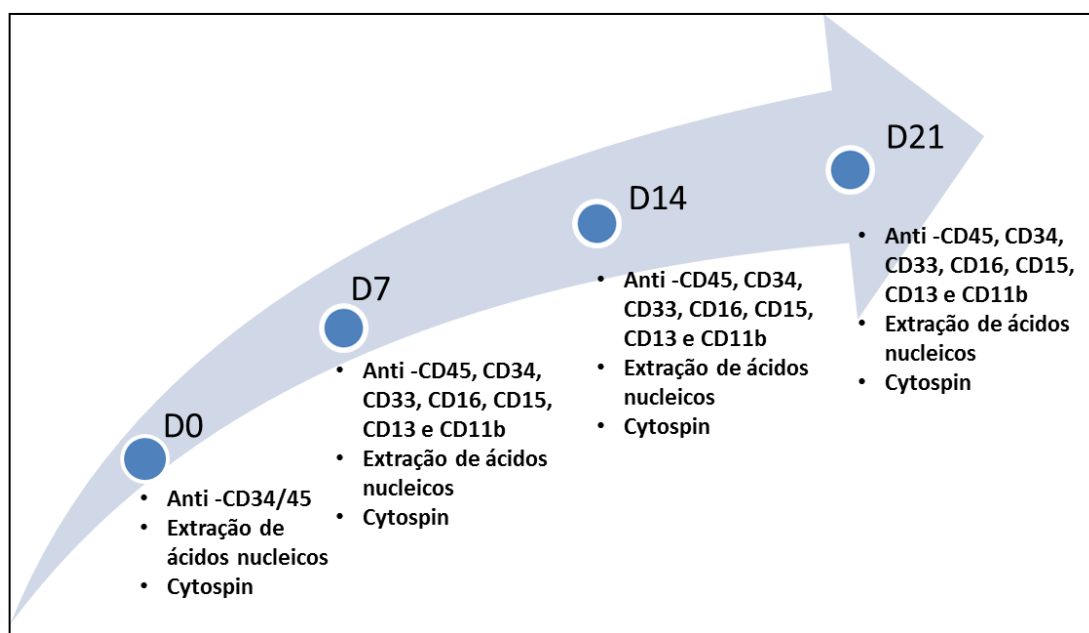 D0
• Anti -CD34/45
• Extração de
ácidos nucleicos
• Cytospin
D7
• Anti -CD45, CD34,
CD33, CD16, CD15,
CD13 e CD11b
• Extração de ácidos
nucleicos
• Cytospin
D14
• Anti -CD45, CD34,
CD33, CD16, CD15,
CD13 e CD11b
• Extração de ácidos
nucleicos
• Cytospin
D21
• Anti -CD45, CD34,
CD33, CD16, CD15,
CD13 e CD11b
• Extração de ácidos
nucleicos
• Cytospin